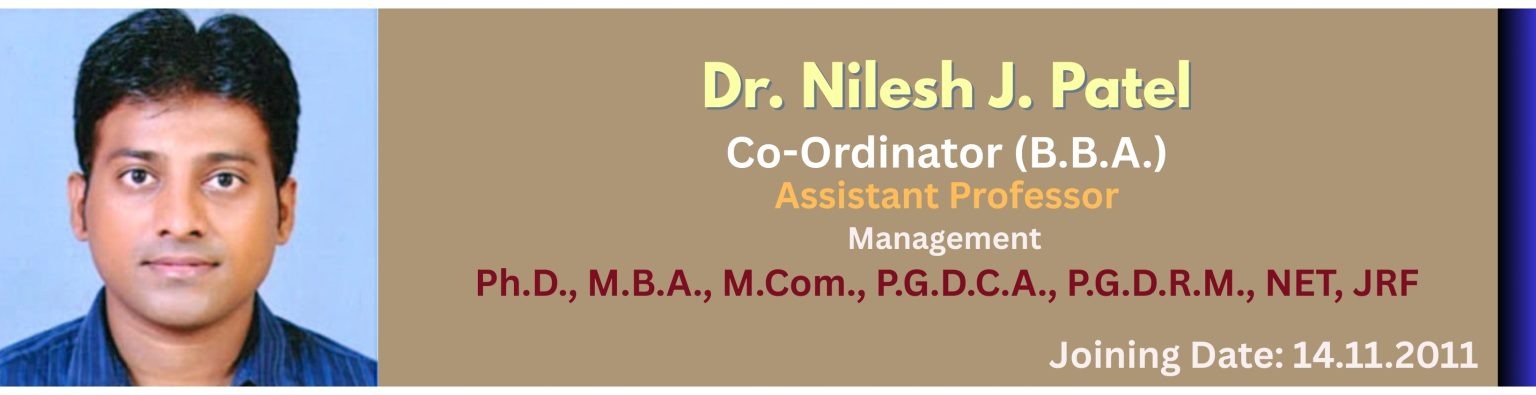 Dr. Nilesh J. Patel
Co-Ordinator (B.B.A.)
Assistant Professor
Management
Ph.D., M.B.A., M.Com., P.G.D.C.A., P.G.D.R.M., NET, JRF
Joining Date: 14.11.2011